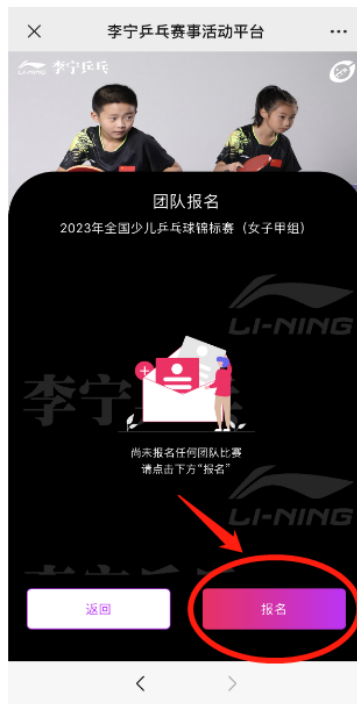 李宁乒乓赛事活动平台
LI-NING 李宁乒乓
团队报名
2023年全国少儿乒乓球锦标赛（女子甲组）
LI-NING
李宁乒乓
尚未报名任何团队比赛
请点击下方“报名”
LI-NING
返回
报名